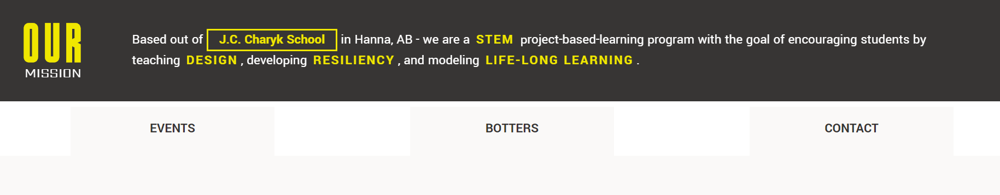 OUR
MISSION
Based out of J.C. Charyk School in Hanna, AB - we are a STEM project-based-learning program with the goal of encouraging students by
teaching DESIGN , developing RESILIENCY , and modeling LIFE-LONG LEARNING .
EVENTS
BOTTERS
CONTACT